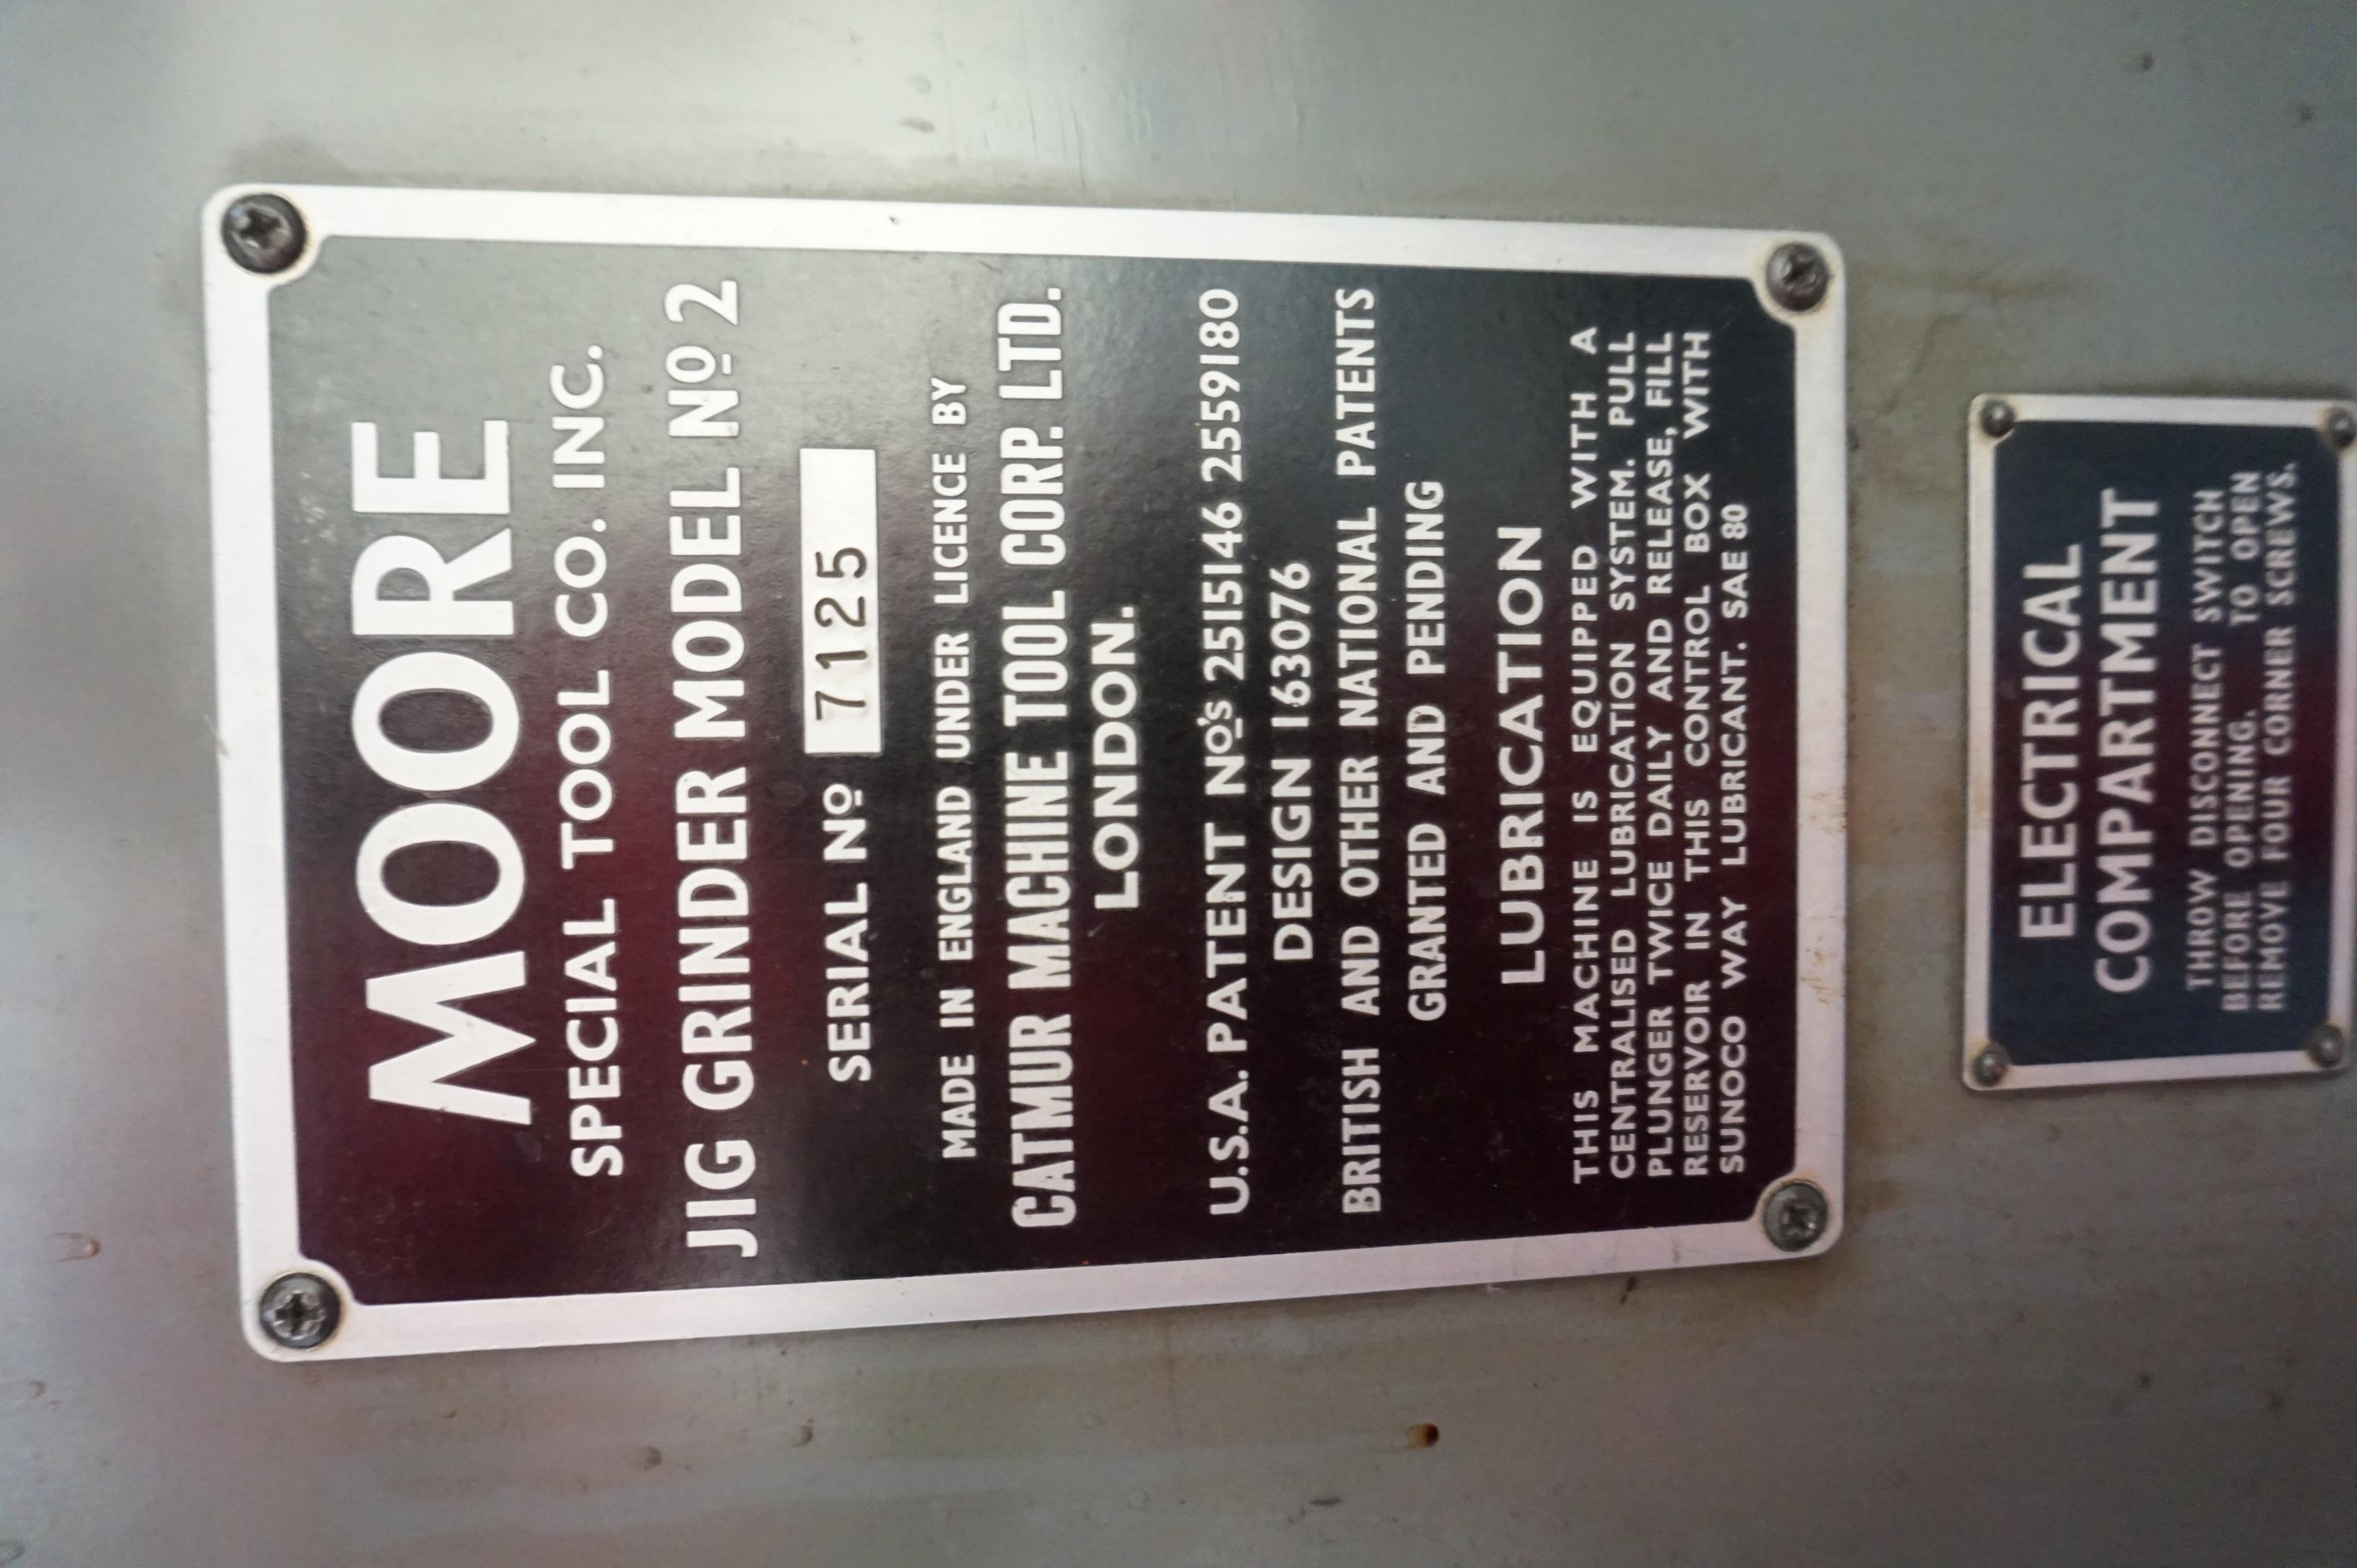 MOORE
SPECIAL TOOL CO. INC.
JIG GRINDER MODEL Nº 2
SERIAL Nº 7125
MADE IN ENGLAND UNDER LICENCE BY
CATMUR MACHINE TOOL CORP. LTD.
LONDON.
U.S.A. PATENT Nº's 2515146 2559180
DESIGN 163076
BRITISH AND OTHER NATIONAL PATENTS
GRANTED AND PENDING
LUBRICATION
THIS MACHINE IS EQUIPPED WITH A
CENTRALISED LUBRICATION SYSTEM. PULL
PLUNGER TWICE DAILY AND RELEASE, FILL
RESERVOIR IN THIS CONTROL BOX WITH
SUNOCO WAY LUBRICANT. SAE 80
ELECTRICAL
COMPARTMENT
THROW DISCONNECT SWITCH
BEFORE OPENING. TO OPEN
REMOVE FOUR CORNER SCREWS.